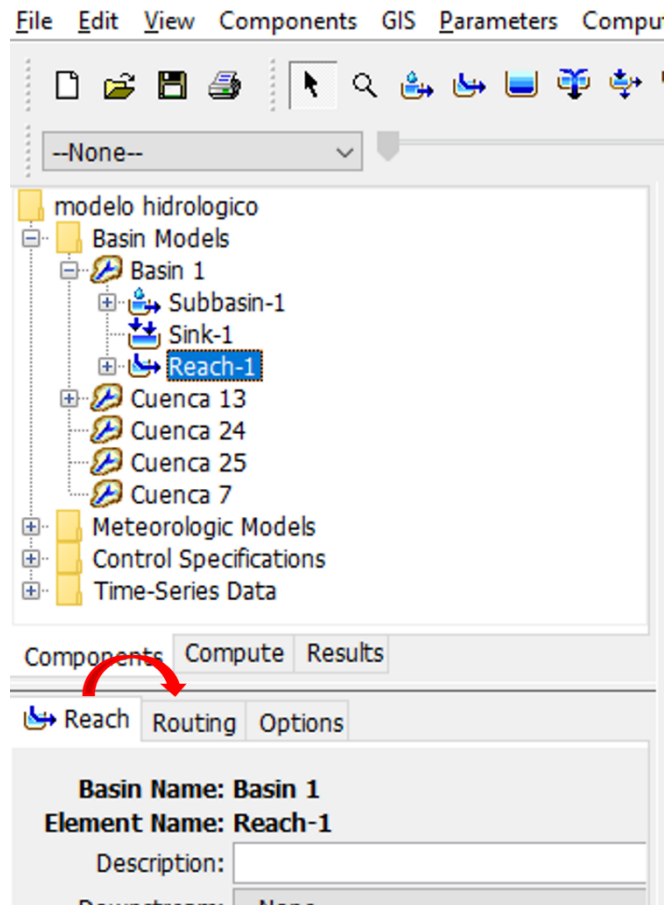 File Edit View Components GIS Parameters Comput
--None--
modelo hidrologico
Basin Models
Basin 1
Subbasin-1
Sink-1
Reach-1
Cuenca 13
Cuenca 24
Cuenca 25
Cuenca 7
Meteorologic Models
Control Specifications
Time-Series Data
Components Compute Results
Reach Routing Options
Basin Name: Basin 1
Element Name: Reach-1
Description:
Downstream: --None--